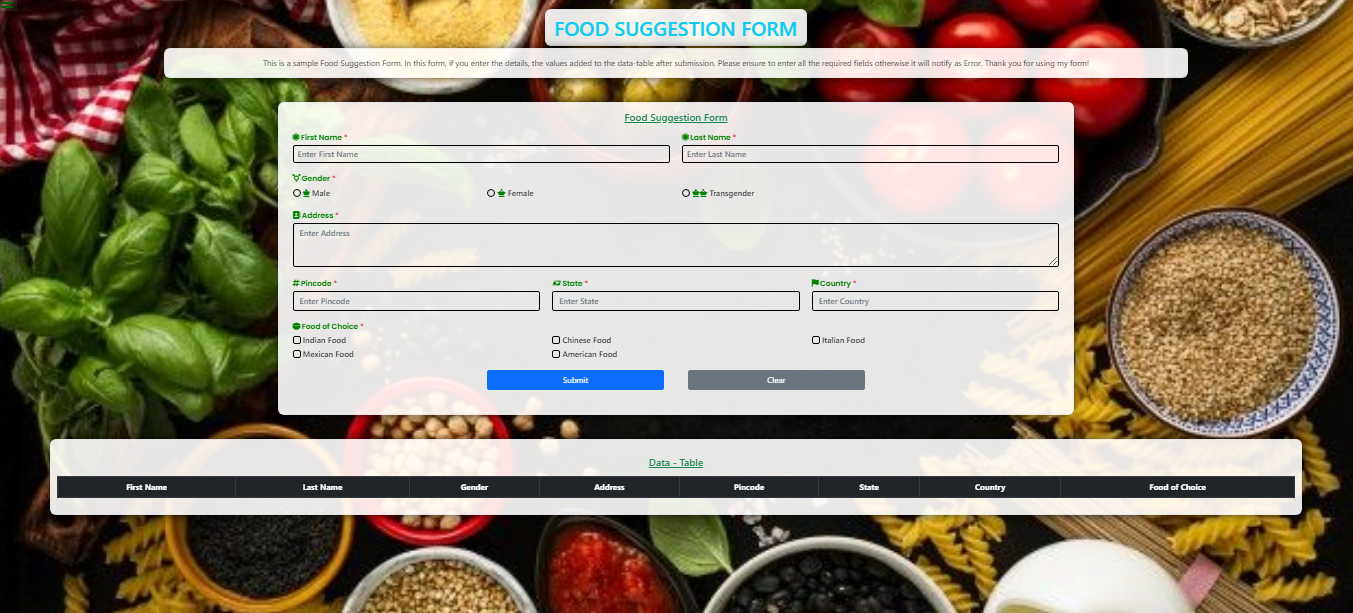 FOOD SUGGESTION FORM
This is a sample Food Suggestion Form. In this form, if you enter the details, the values added to the data-table after submission. Please ensure to enter all the required fields otherwise it will notify as Error. Thank you for using my form!
Food Suggestion Form
First Name * Last Name *
Enter First Name Enter Last Name
Gender *
Male Female Transgender
Address *
Enter Address
Pincode * State * Country *
Enter Pincode Enter State Enter Country
Food of Choice *
Indian Food Chinese Food Italian Food
Mexican Food American Food
Submit Clear
Data - Table
First Name Last Name Gender Address Pincode State Country Food of Choice